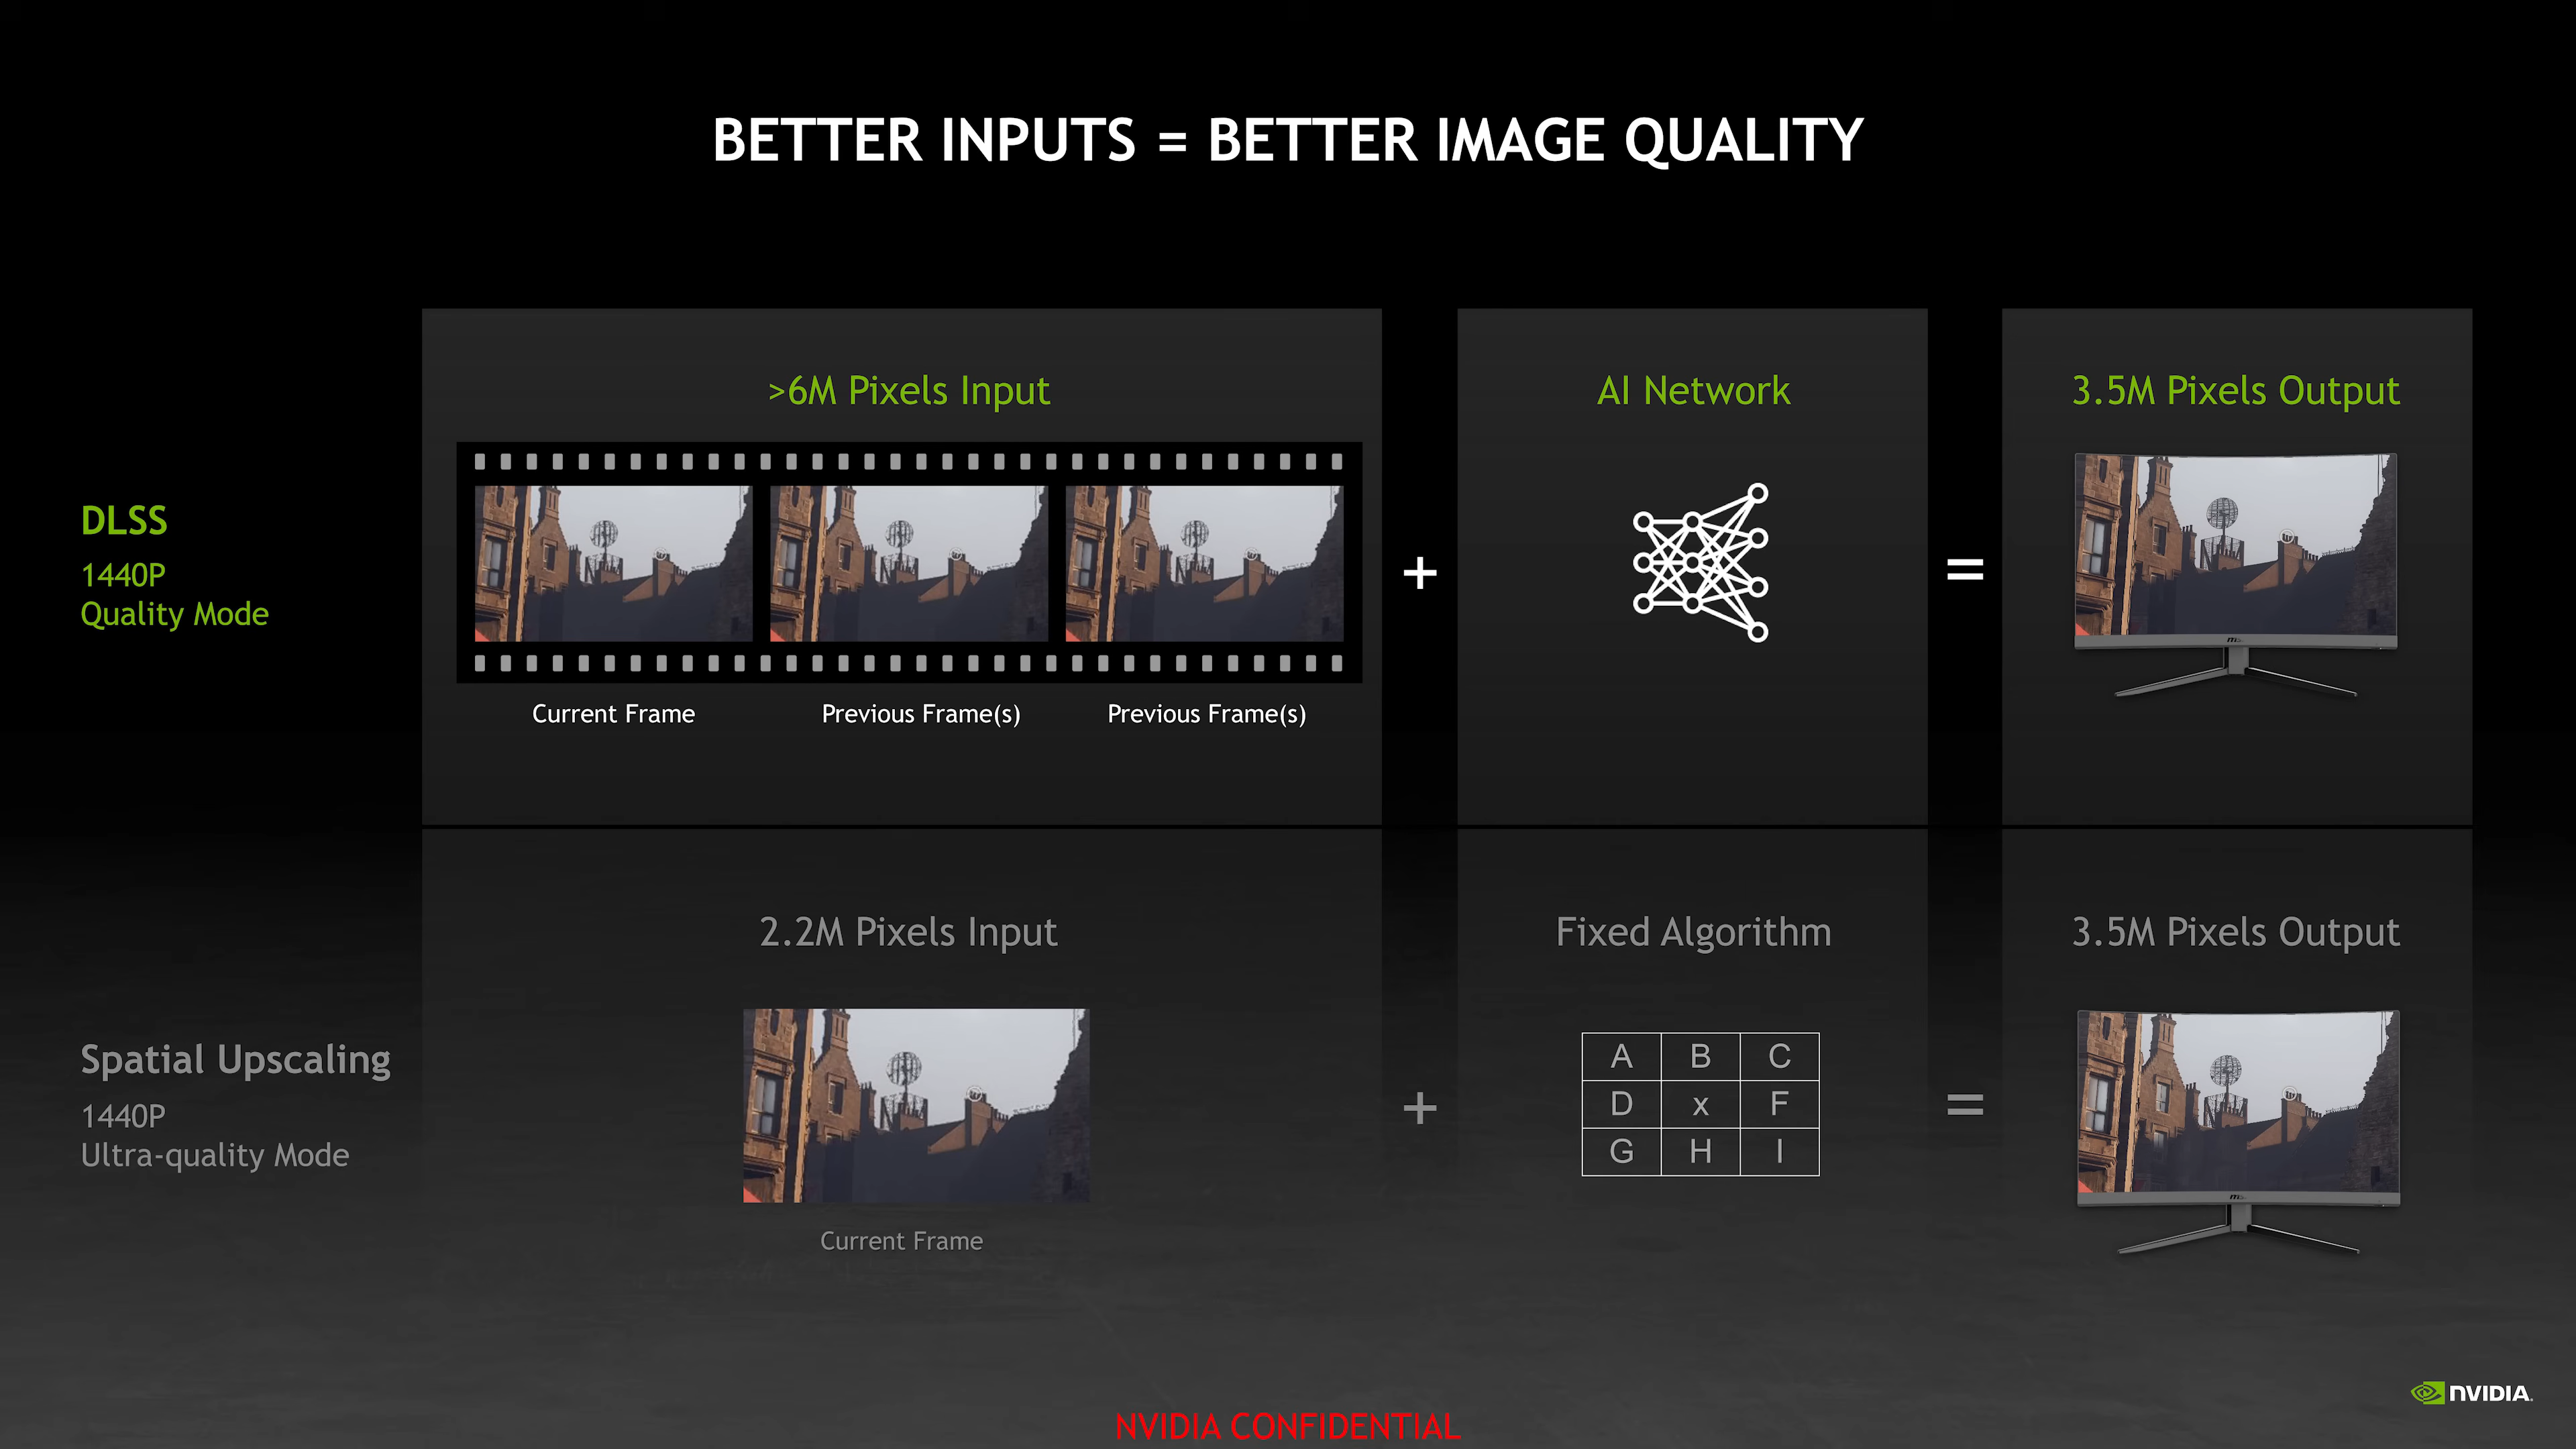 BETTER INPUTS = BETTER IMAGE QUALITY
DLSS
1440P
Quality Mode
>6M Pixels Input
Current Frame
Previous Frame(s)
Previous Frame(s)
+
AI Network
=
3.5M Pixels Output
Spatial Upscaling
1440P
Ultra-quality Mode
2.2M Pixels Input
Current Frame
+
Fixed Algorithm
A B C
D x F
G H I
=
3.5M Pixels Output
NVIDIA.
NVIDIA CONFIDENTIAL